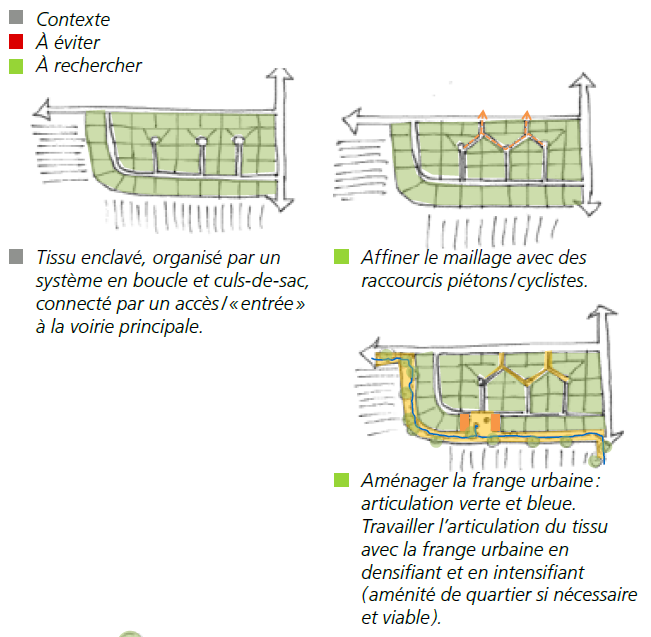 Contexte
À éviter
À rechercher
Tissu enclavé, organisé par un
système en boucle et culs-de-sac,
connecté par un accès/«entrée»
à la voirie principale.
Affiner le maillage avec des
raccourcis piétons/cyclistes.
Aménager la frange urbaine:
articulation verte et bleue.
Travailler l'articulation du tissu
avec la frange urbaine en
densifiant et en intensifiant
(aménité de quartier si nécessaire
et viable).